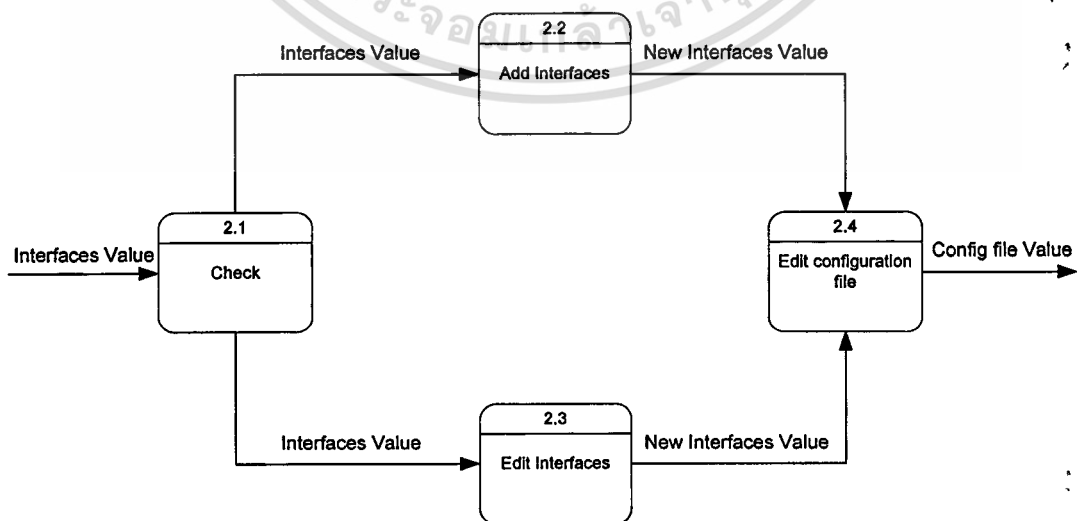 2.2
Interfaces Value
Add Interfaces
New Interfaces Value
2.1
Interfaces Value
Check
2.4
Edit configuration
file
Config file Value
2.3
Interfaces Value
Edit Interfaces
New Interfaces Value